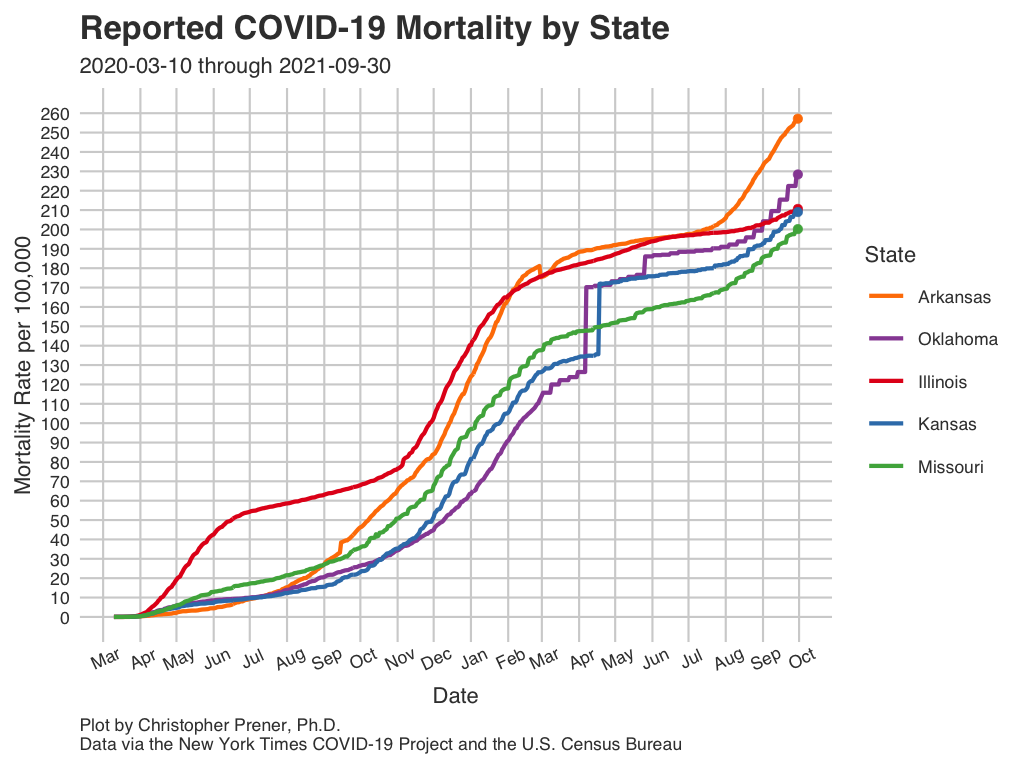 Reported COVID-19 Mortality by State
2020-03-10 through 2021-09-30
Mortality Rate per 100,000
260
250
240
230
220
210
200
190
180
170
160
150
140
130
120
110
100
90
80
70
60
50
40
30
20
10
0
Mar Apr May Jun Jul Aug Sep Oct Nov Dec Jan Feb Mar Apr May Jun Jul Aug Sep Oct
Date
State
Arkansas
Oklahoma
Illinois
Kansas
Missouri
Plot by Christopher Prener, Ph.D.
Data via the New York Times COVID-19 Project and the U.S. Census Bureau